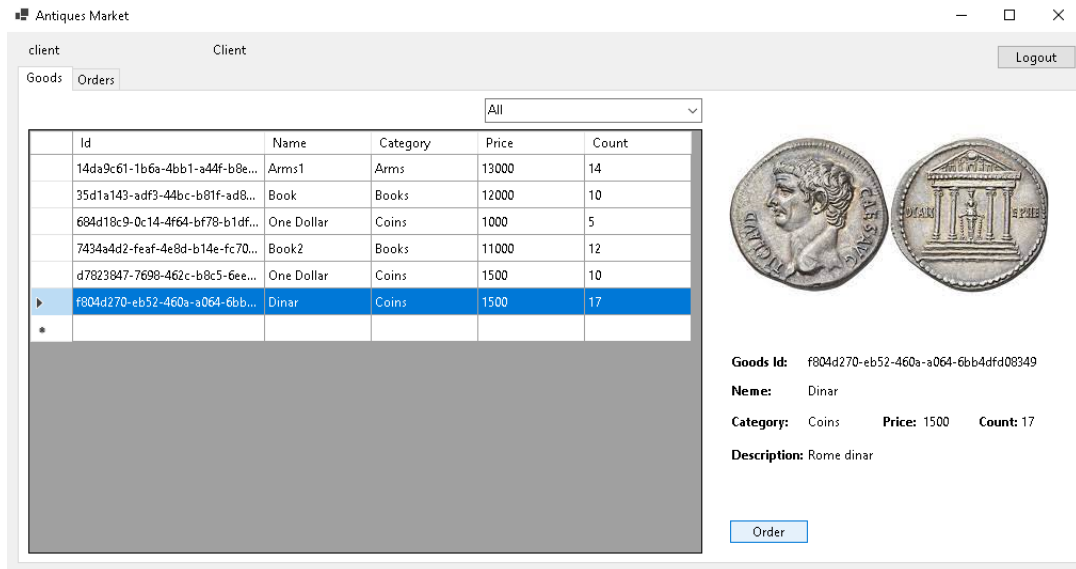 Antiques Market
client Client
Logout
Goods Orders
All
Id Name Category Price Count
14da9c61-1b6a-4bb1-a44f-b8e... Arms1 Arms 13000 14
35d1a143-adf3-44bc-b81f-ad8... Book Books 12000 10
684d18c9-0c14-4f64-bf78-b1df... One Dollar Coins 1000 5
7434a4d2-feaf-4e8d-b14e-fc70... Book2 Books 11000 12
d7823847-7698-462c-b8c5-6ee... One Dollar Coins 1500 10
f804d270-eb52-460a-a064-6bb... Dinar Coins 1500 17
TICLAVD CAESAVG
DIAN EPHE
Goods Id: f804d270-eb52-460a-a064-6bb4dfd08349
Neme: Dinar
Category: Coins Price: 1500 Count: 17
Description: Rome dinar
Order